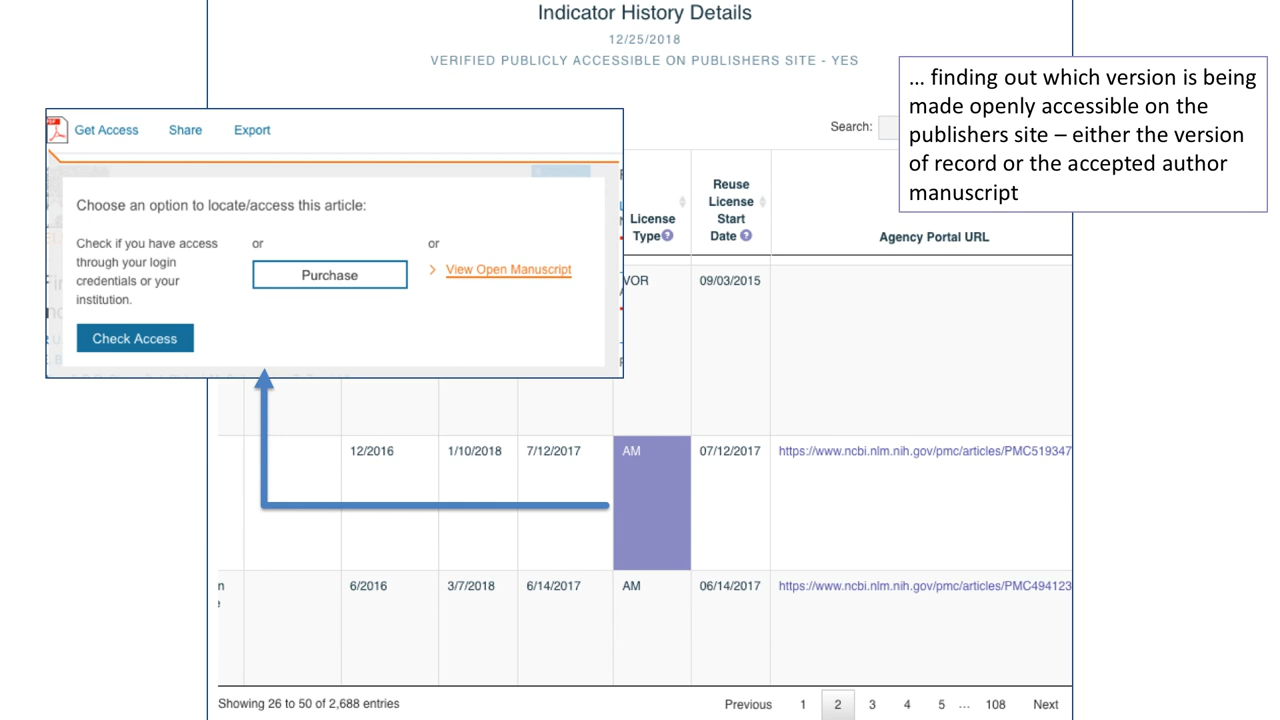 Indicator History Details
12/25/2018
VERIFIED PUBLICLY ACCESSIBLE ON PUBLISHERS SITE - YES
… finding out which version is being
made openly accessible on the
publishers site – either the version
of record or the accepted author
manuscript
Search:
PDF
Get Access Share Export
Choose an option to locate/access this article:
Check if you have access
through your login
credentials or your
institution.
or
Purchase
or
> View Open Manuscript
Check Access
License
Type?
Reuse
License
Start
Date ?
Agency Portal URL
VOR 09/03/2015
12/2016 1/10/2018 7/12/2017 AM 07/12/2017 https://www.ncbi.nlm.nih.gov/pmc/articles/PMC519347
6/2016 3/7/2018 6/14/2017 AM 06/14/2017 https://www.ncbi.nlm.nih.gov/pmc/articles/PMC494123
Showing 26 to 50 of 2,688 entries
Previous 1 2 3 4 5 … 108 Next